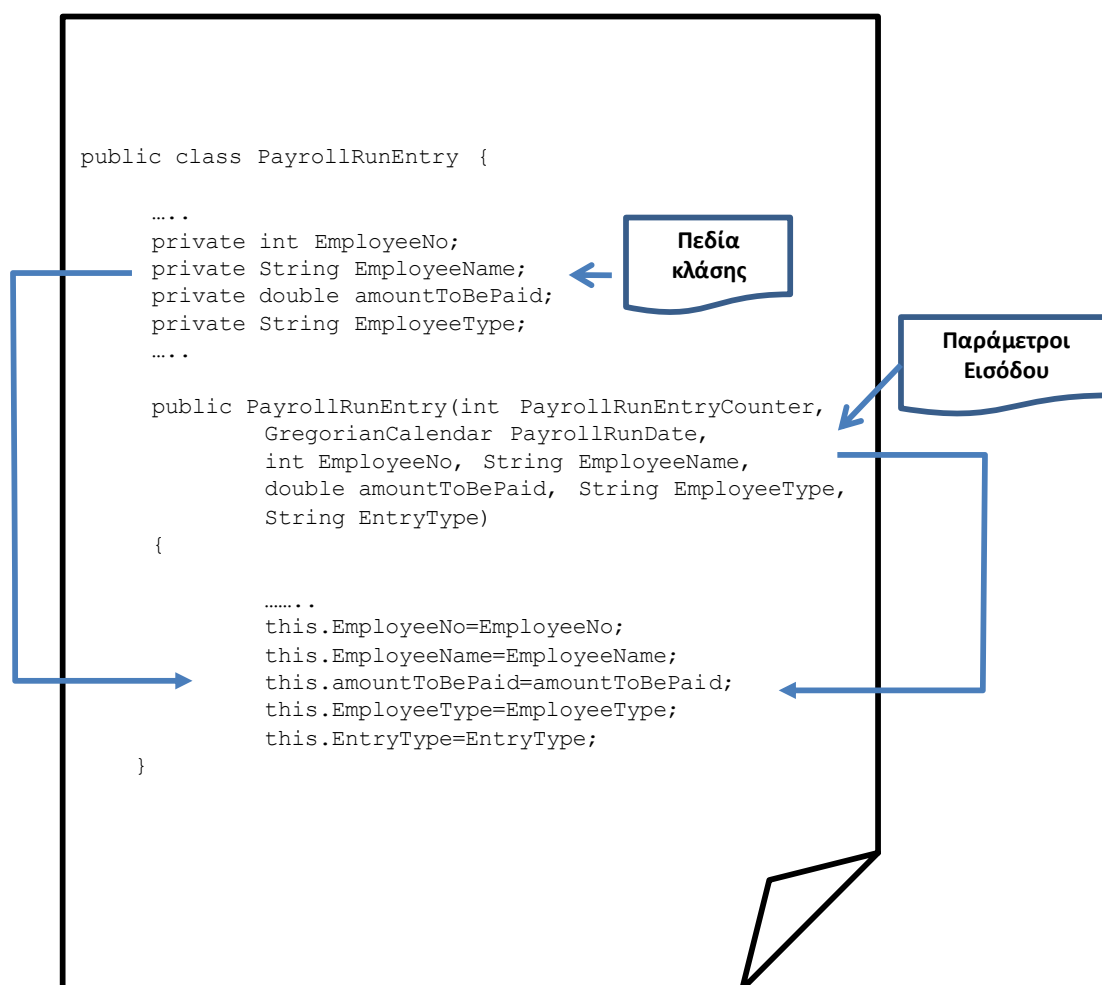 public class PayrollRunEntry {
…..
private int EmployeeNo;
private String EmployeeName;
private double amountToBePaid;
private String EmployeeType;
…..
Πεδία
κλάσης
Παράμετροι
Εισόδου
public PayrollRunEntry(int PayrollRunEntryCounter,
GregorianCalendar PayrollRunDate,
int EmployeeNo, String EmployeeName,
double amountToBePaid, String EmployeeType,
String EntryType)
{
……..
this.EmployeeNo=EmployeeNo;
this.EmployeeName=EmployeeName;
this.amountToBePaid=amountToBePaid;
this.EmployeeType=EmployeeType;
this.EntryType=EntryType;
}